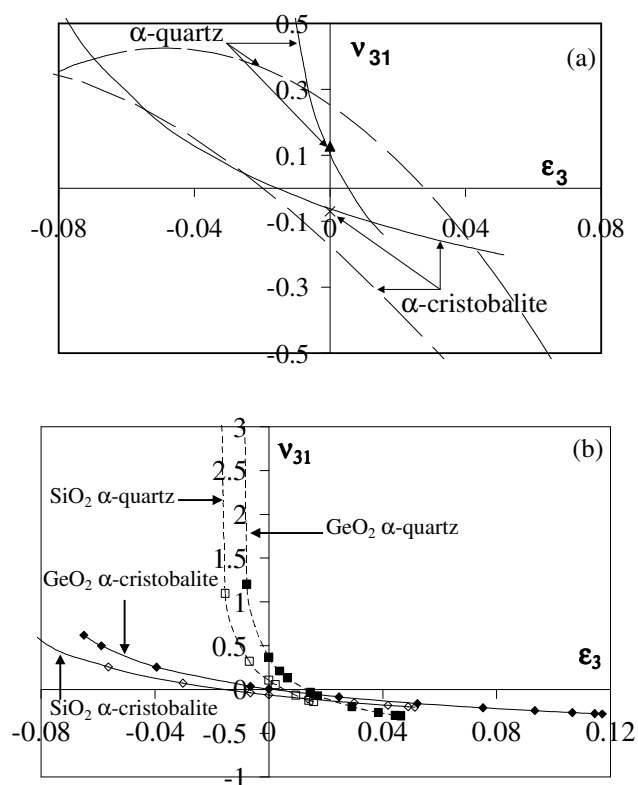 0.5
α-quartz
ν31
(a)
0.3
0.1
ε3
-0.08
-0.04
0
0.04
0.08
-0.1
α-cristobalite
-0.3
-0.5
3
ν31
(b)
2.5
SiO2 α-quartz
2
GeO2 α-quartz
1.5
GeO2 α-cristobalite
1
0.5
ε3
0
SiO2 α-cristobalite
-0.08
-0.04
-0.5
0
0.04
0.08
0.12
-1